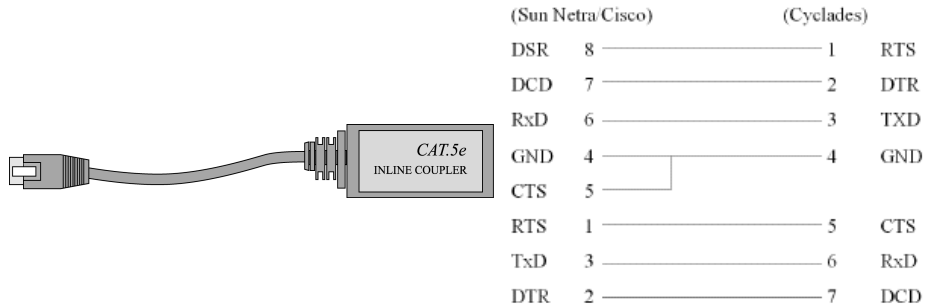 CAT.5e
INLINE COUPLER
(Sun Netra/Cisco) (Cyclades)
DSR 8 1 RTS
DCD 7 2 DTR
RxD 6 3 TXD
GND 4 4 GND
CTS 5
RTS 1 5 CTS
TxD 3 6 RxD
DTR 2 7 DCD